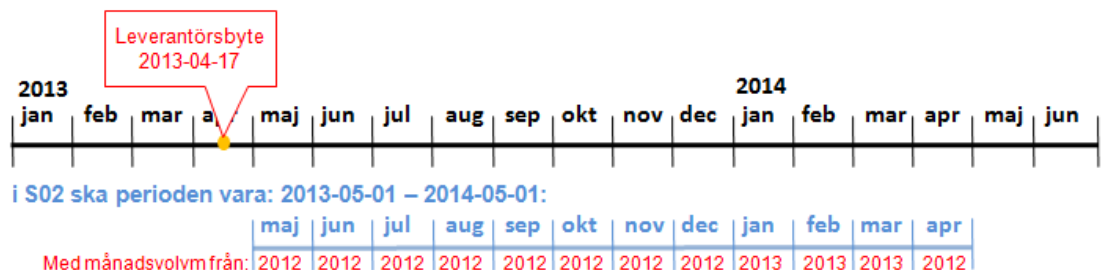 Leverantörsbyte
2013-04-17
2013 2014
jan feb mar apr maj jun jul aug sep okt nov dec jan feb mar apr maj jun
i S02 ska perioden vara: 2013-05-01 – 2014-05-01:
maj jun jul aug sep okt nov dec jan feb mar apr
Med månadsvolym från: 2012 2012 2012 2012 2012 2012 2012 2012 2013 2013 2013 2012